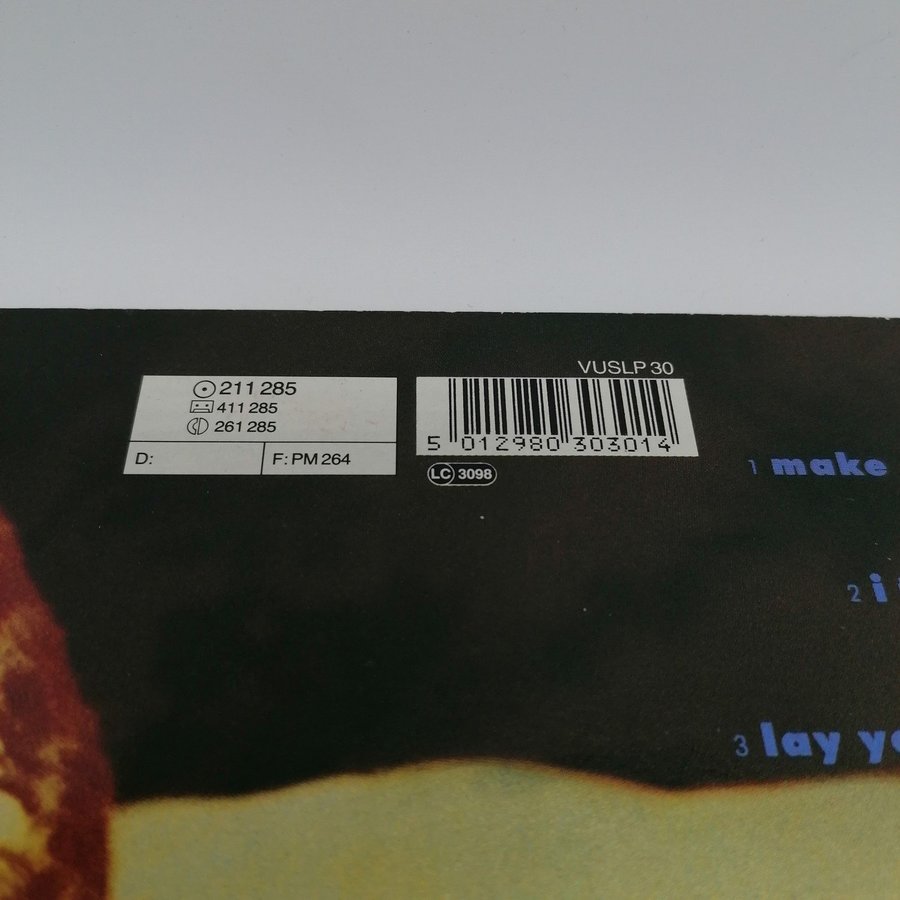 VUSLP 30
211 285
411 285
261 285
D:
F: PM 264
5 012980 303014
LC 3098
1 make
2 i
3 lay